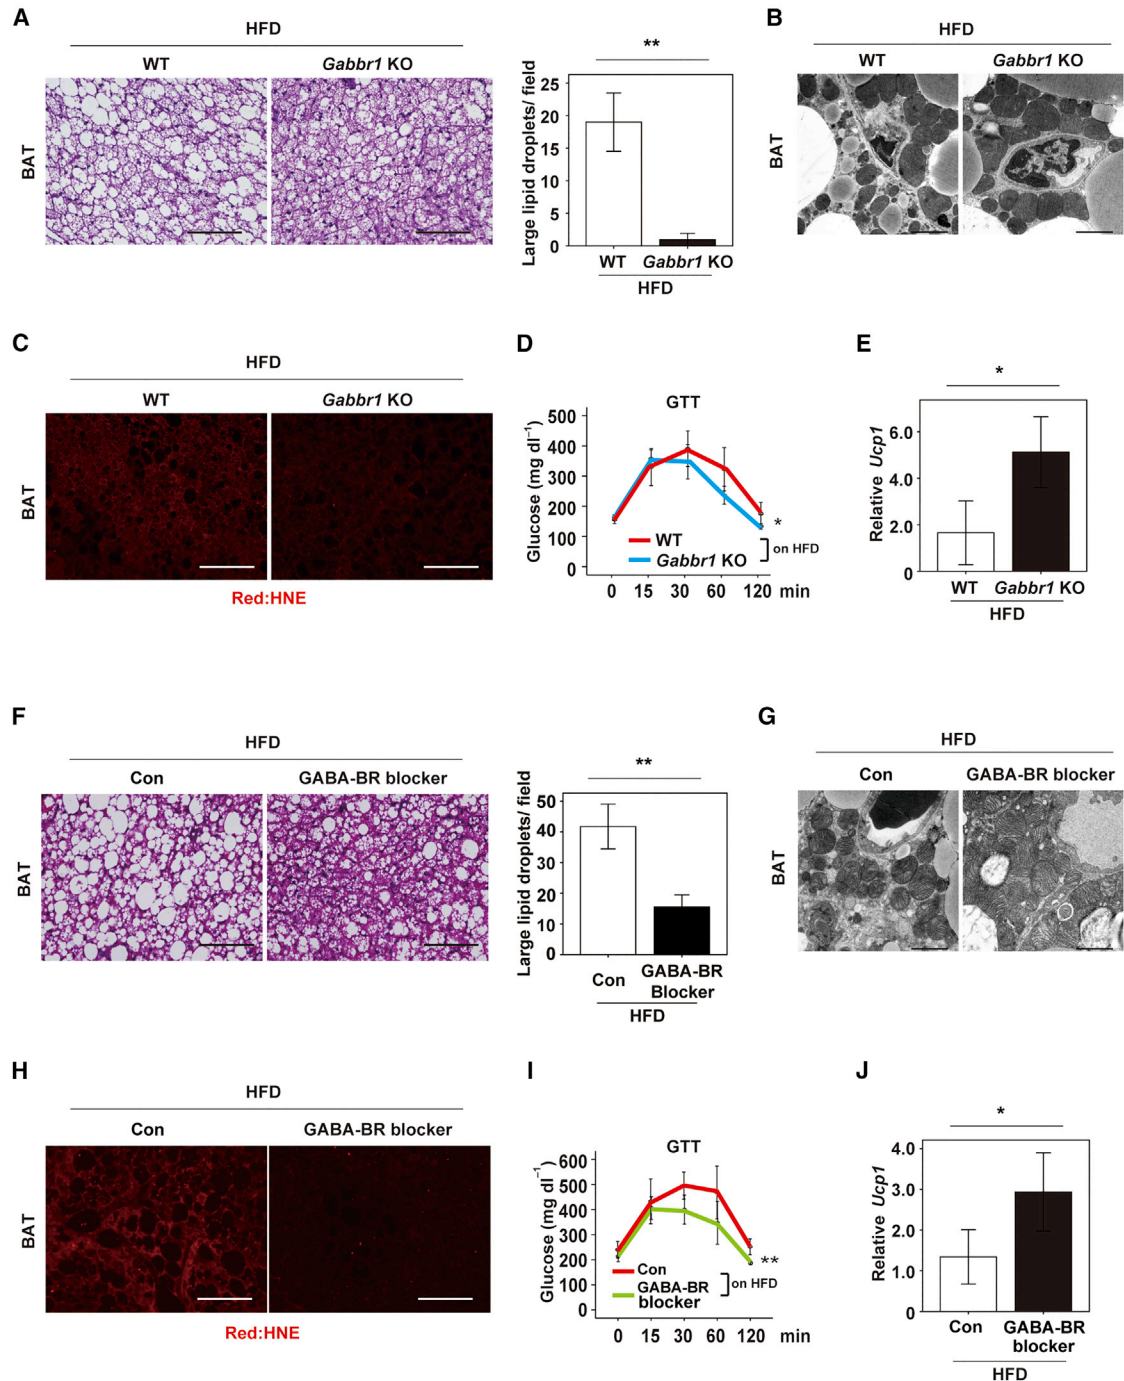 A
HFD
WT Gabbr1 KO
BAT
**
Large lipid droplets/ field
25
20
15
10
5
0
WT Gabbr1 KO
HFD
B
HFD
WT Gabbr1 KO
BAT
C
HFD
WT Gabbr1 KO
BAT
Red:HNE
D
GTT
Glucose (mg dl⁻¹)
500
400
300
200
100
0
*
WT
Gabbr1 KO
on HFD
0 15 30 60 120 min
E
*
Relative Ucp1
6.0
4.0
2.0
0
WT Gabbr1 KO
HFD
F
HFD
Con GABA-BR blocker
BAT
**
Large lipid droplets/ field
50
40
30
20
10
0
Con GABA-BR
Blocker
HFD
G
HFD
Con GABA-BR blocker
BAT
H
HFD
Con GABA-BR blocker
BAT
Red:HNE
I
GTT
Glucose (mg dl⁻¹)
600
500
400
300
200
100
0
**
Con
GABA-BR
blocker
on HFD
0 15 30 60 120 min
J
*
Relative Ucp1
4.0
3.0
2.0
1.0
0
Con GABA-BR
blocker
HFD